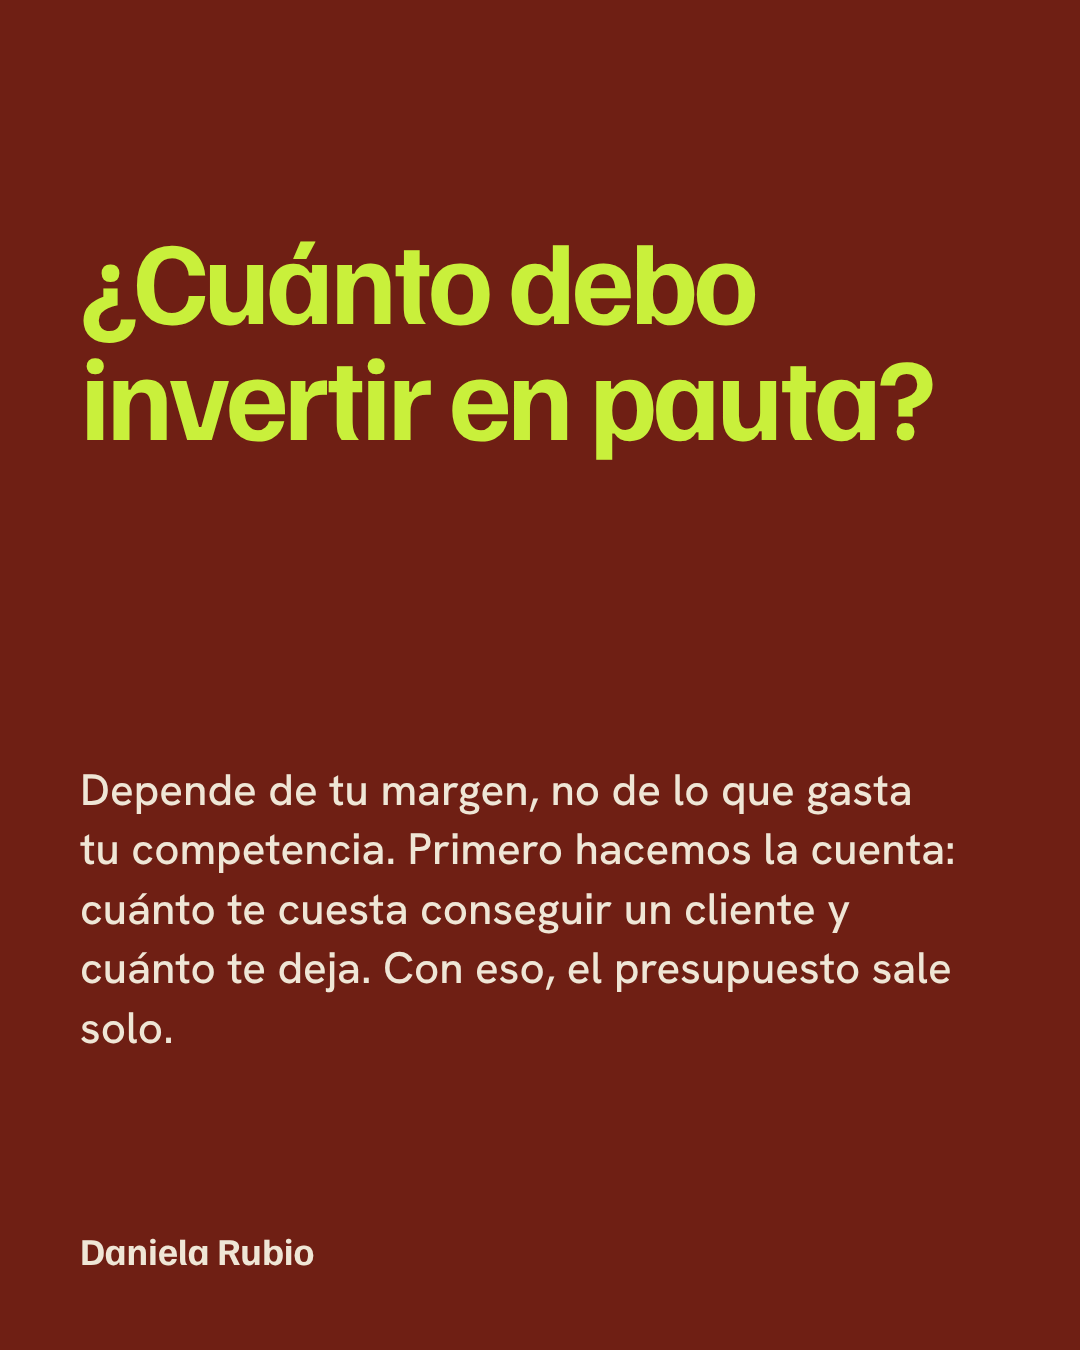 ¿Cuánto debo
invertir en pauta?
Depende de tu margen, no de lo que gasta
tu competencia. Primero hacemos la cuenta:
cuánto te cuesta conseguir un cliente y
cuánto te deja. Con eso, el presupuesto sale
solo.
Daniela Rubio